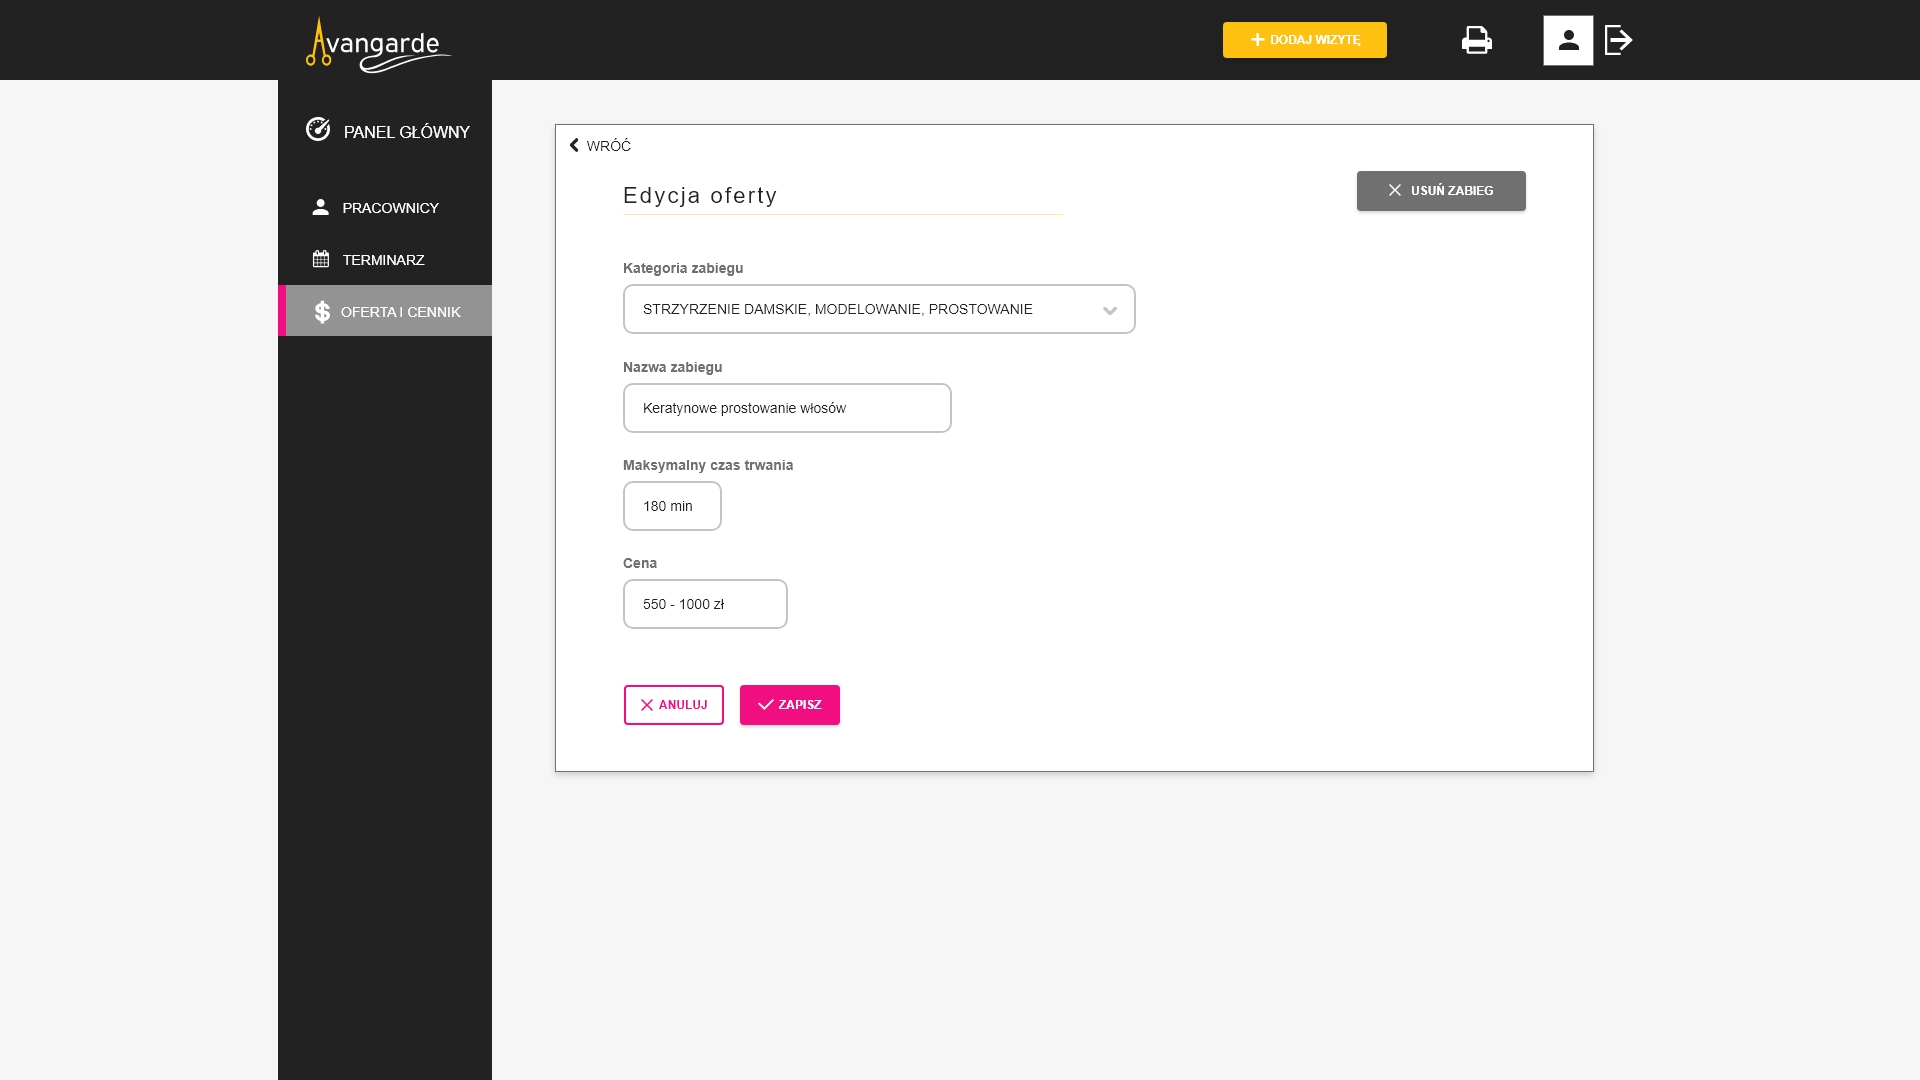 Avangarde
DODAJ WIZYTĘ
PANEL GŁÓWNY
PRACOWNICY
TERMINARZ
OFERTA I CENNIK
WRÓĆ
Edycja oferty
USUŃ ZABIEG
Kategoria zabiegu
STRZYRZENIE DAMSKIE, MODELOWANIE, PROSTOWANIE
Nazwa zabiegu
Keratynowe prostowanie włosów
Maksymalny czas trwania
180 min
Cena
550 - 1000 zł
ANULUJ
ZAPISZ